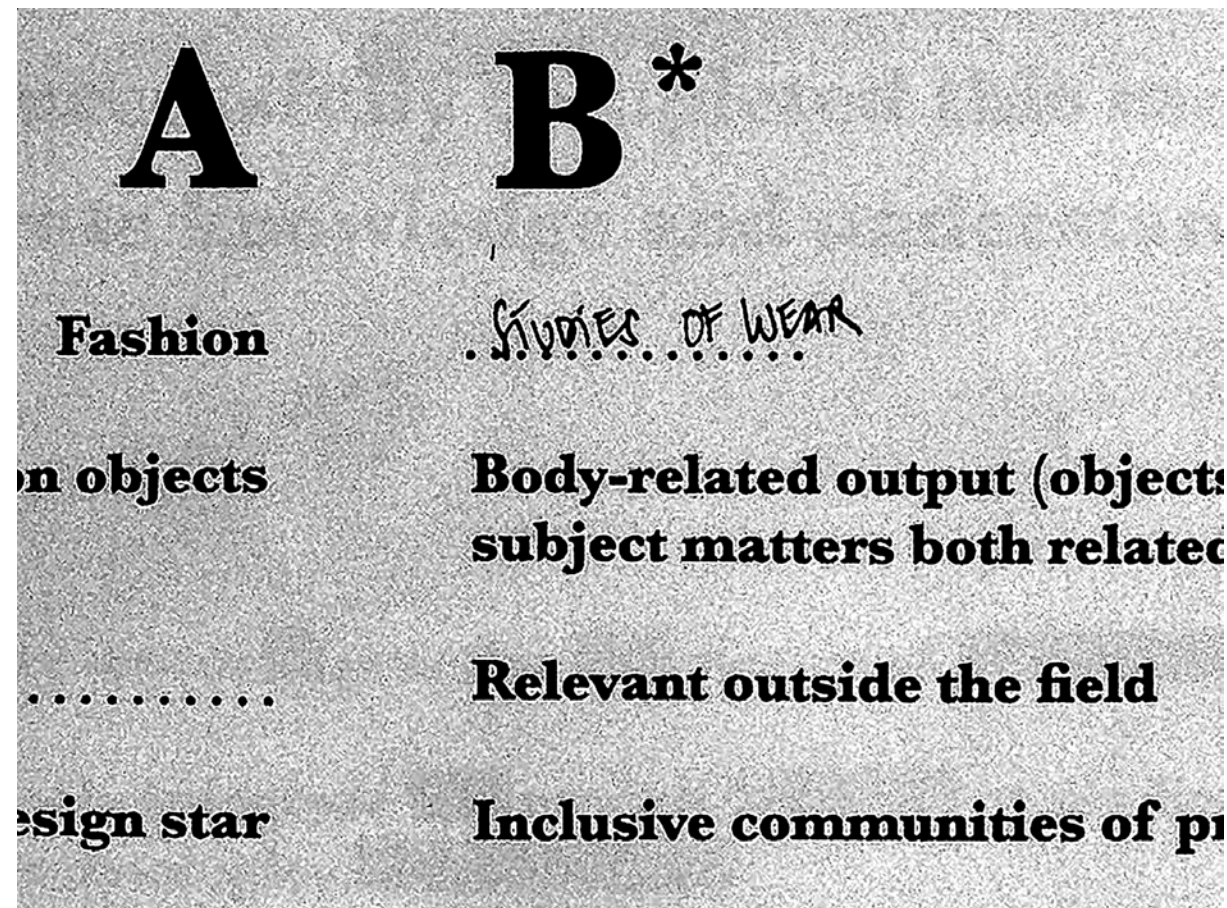 A B*
Fashion STUDIES OF WEAR
objects Body-related output (objects
subject matters both related
.......... Relevant outside the field
star Inclusive communities of